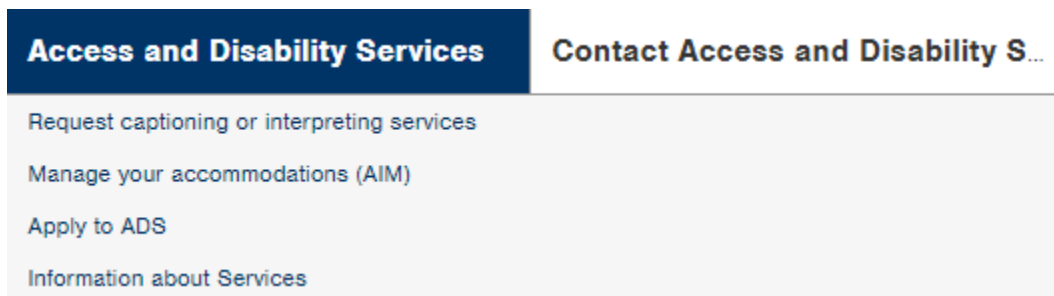 Access and Disability Services
Contact Access and Disability S...
Request captioning or interpreting services
Manage your accommodations (AIM)
Apply to ADS
Information about Services